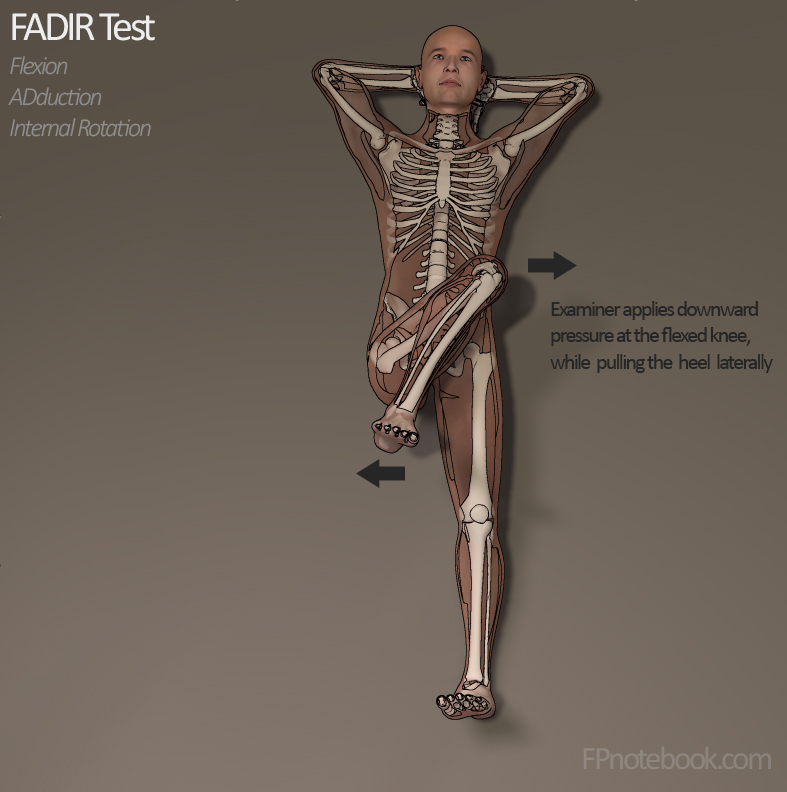 FADIR Test
Flexion
ADduction
Internal Rotation
Examiner applies downward
pressure at the flexed knee,
while pulling the heel laterally
FPnotebook.com